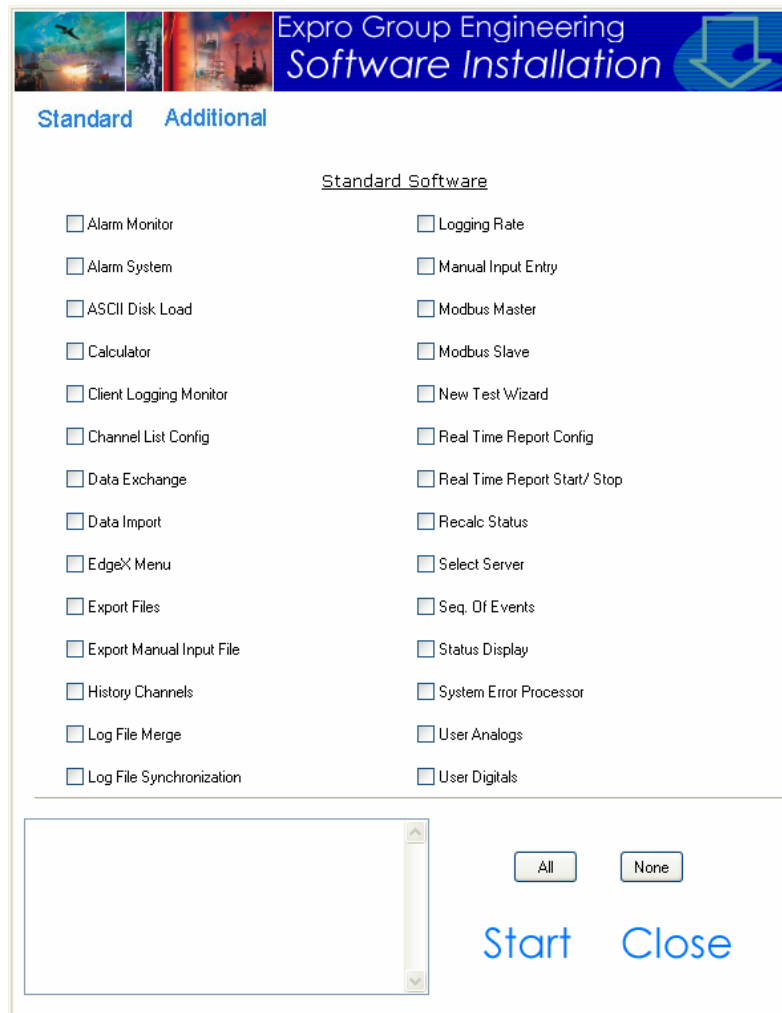 Expro Group Engineering
Software Installation
Standard Additional
Standard Software
Alarm Monitor
Alarm System
ASCII Disk Load
Calculator
Client Logging Monitor
Channel List Config
Data Exchange
Data Import
EdgeX Menu
Export Files
Export Manual Input File
History Channels
Log File Merge
Log File Synchronization
Logging Rate
Manual Input Entry
Modbus Master
Modbus Slave
New Test Wizard
Real Time Report Config
Real Time Report Start/ Stop
Recalc Status
Select Server
Seq. Of Events
Status Display
System Error Processor
User Analogs
User Digitals
All None
Start Close